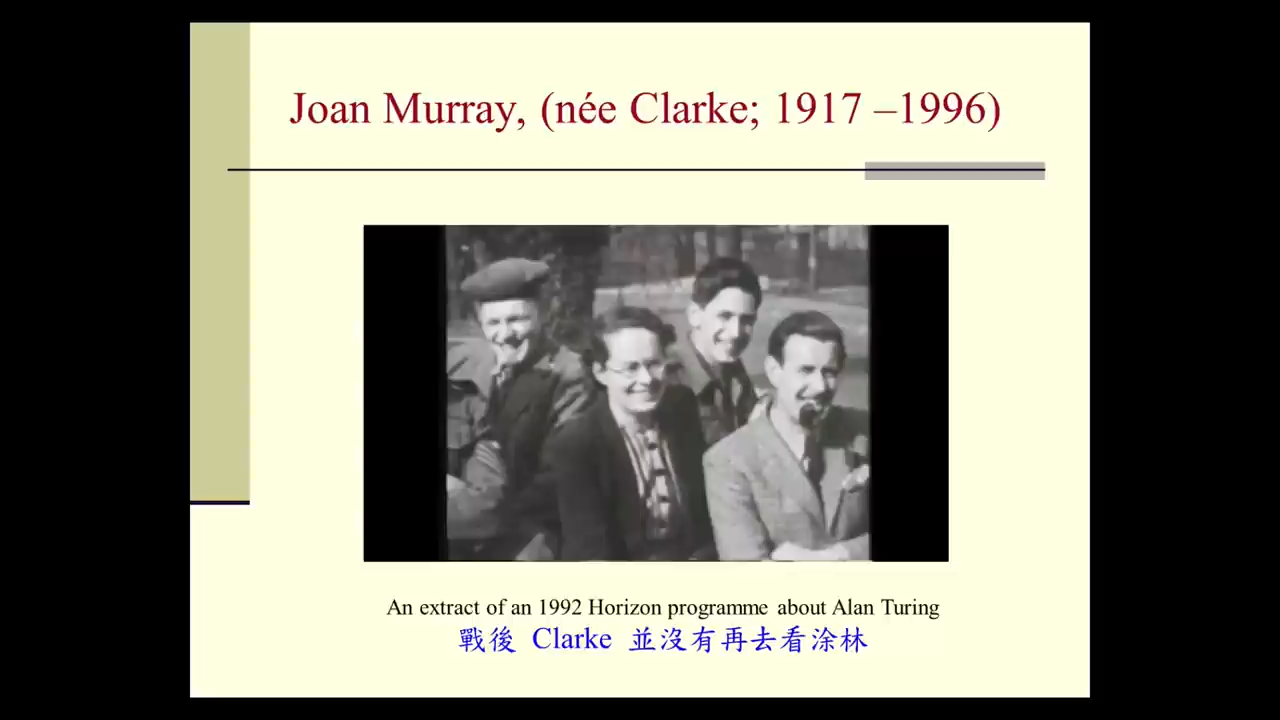 Joan Murray, (née Clarke; 1917 –1996)
An extract of an 1992 Horizon programme about Alan Turing
戰後 Clarke 並沒有再去看涂林